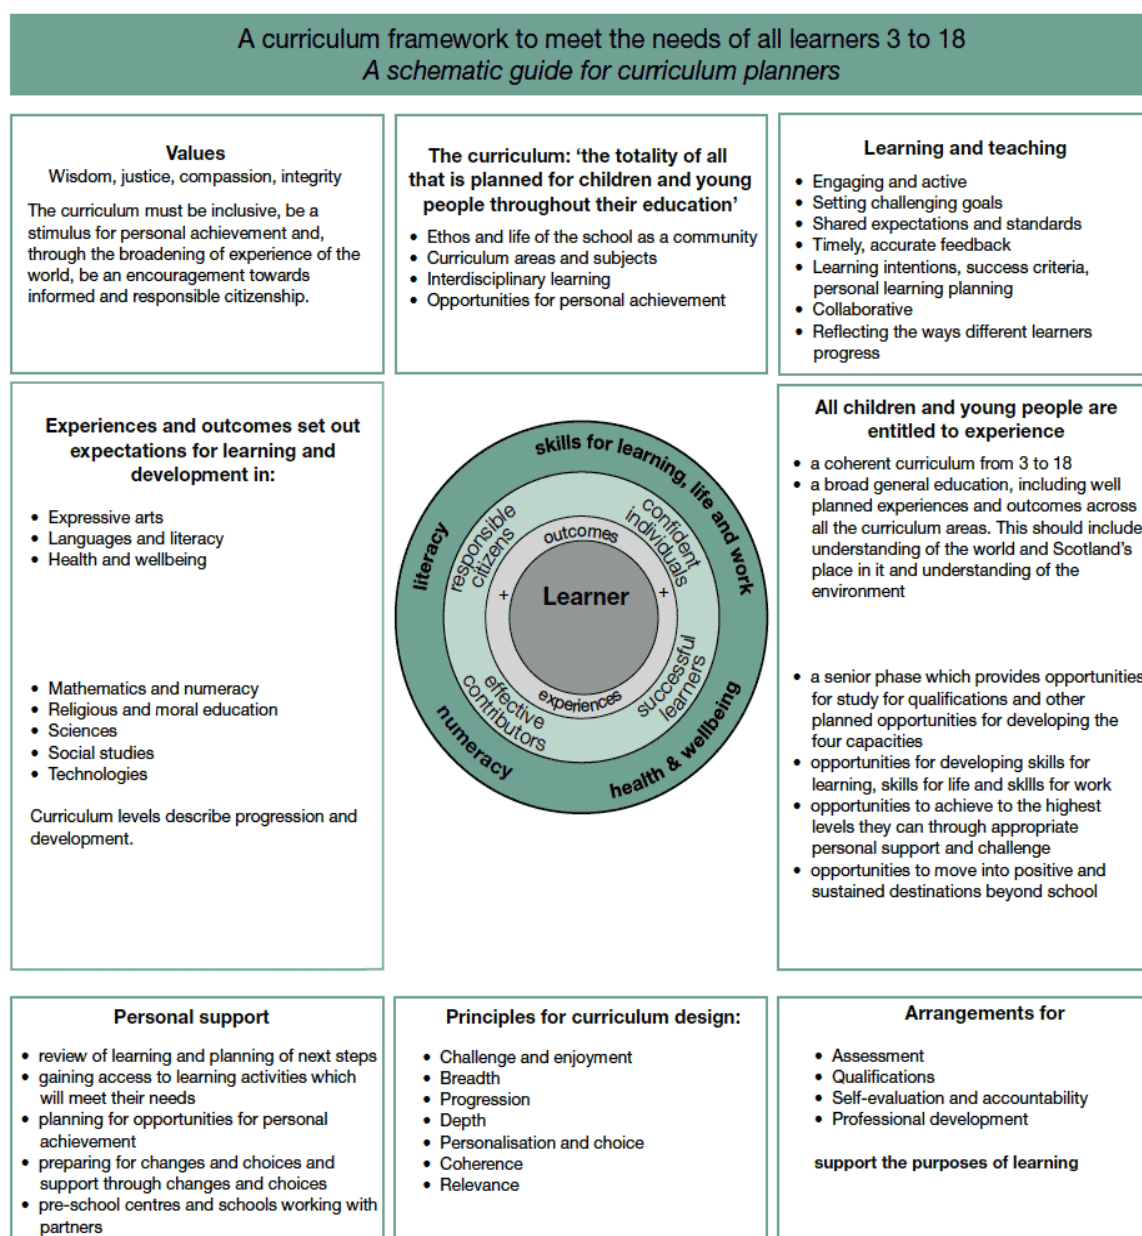 A curriculum framework to meet the needs of all learners 3 to 18
A schematic guide for curriculum planners
Values
Wisdom, justice, compassion, integrity
The curriculum must be inclusive, be a
stimulus for personal achievement and,
through the broadening of experience of the
world, be an encouragement towards
informed and responsible citizenship.
The curriculum: ‘the totality of all
that is planned for children and young
people throughout their education’
• Ethos and life of the school as a community
• Curriculum areas and subjects
• Interdisciplinary learning
• Opportunities for personal achievement
Learning and teaching
• Engaging and active
• Setting challenging goals
• Shared expectations and standards
• Timely, accurate feedback
• Learning intentions, success criteria,
personal learning planning
• Collaborative
• Reflecting the ways different learners
progress
Experiences and outcomes set out
expectations for learning and
development in:
• Expressive arts
• Languages and literacy
• Health and wellbeing
• Mathematics and numeracy
• Religious and moral education
• Sciences
• Social studies
• Technologies
Curriculum levels describe progression and
development.
skills for learning, life and work
literacy
numeracy
health & wellbeing
responsible
citizens
confident
individuals
effective
contributors
successful
learners
outcomes
+
+
experiences
Learner
All children and young people are
entitled to experience
• a coherent curriculum from 3 to 18
• a broad general education, including well
planned experiences and outcomes across
all the curriculum areas. This should include
understanding of the world and Scotland’s
place in it and understanding of the
environment
• a senior phase which provides opportunities
for study for qualifications and other
planned opportunities for developing the
four capacities
• opportunities for developing skills for
learning, skills for life and skllls for work
• opportunities to achieve to the highest
levels they can through appropriate
personal support and challenge
• opportunities to move into positive and
sustained destinations beyond school
Personal support
• review of learning and planning of next steps
• gaining access to learning activities which
will meet their needs
• planning for opportunities for personal
achievement
• preparing for changes and choices and
support through changes and choices
• pre-school centres and schools working with
partners
Principles for curriculum design:
• Challenge and enjoyment
• Breadth
• Progression
• Depth
• Personalisation and choice
• Coherence
• Relevance
Arrangements for
• Assessment
• Qualifications
• Self-evaluation and accountability
• Professional development
support the purposes of learning